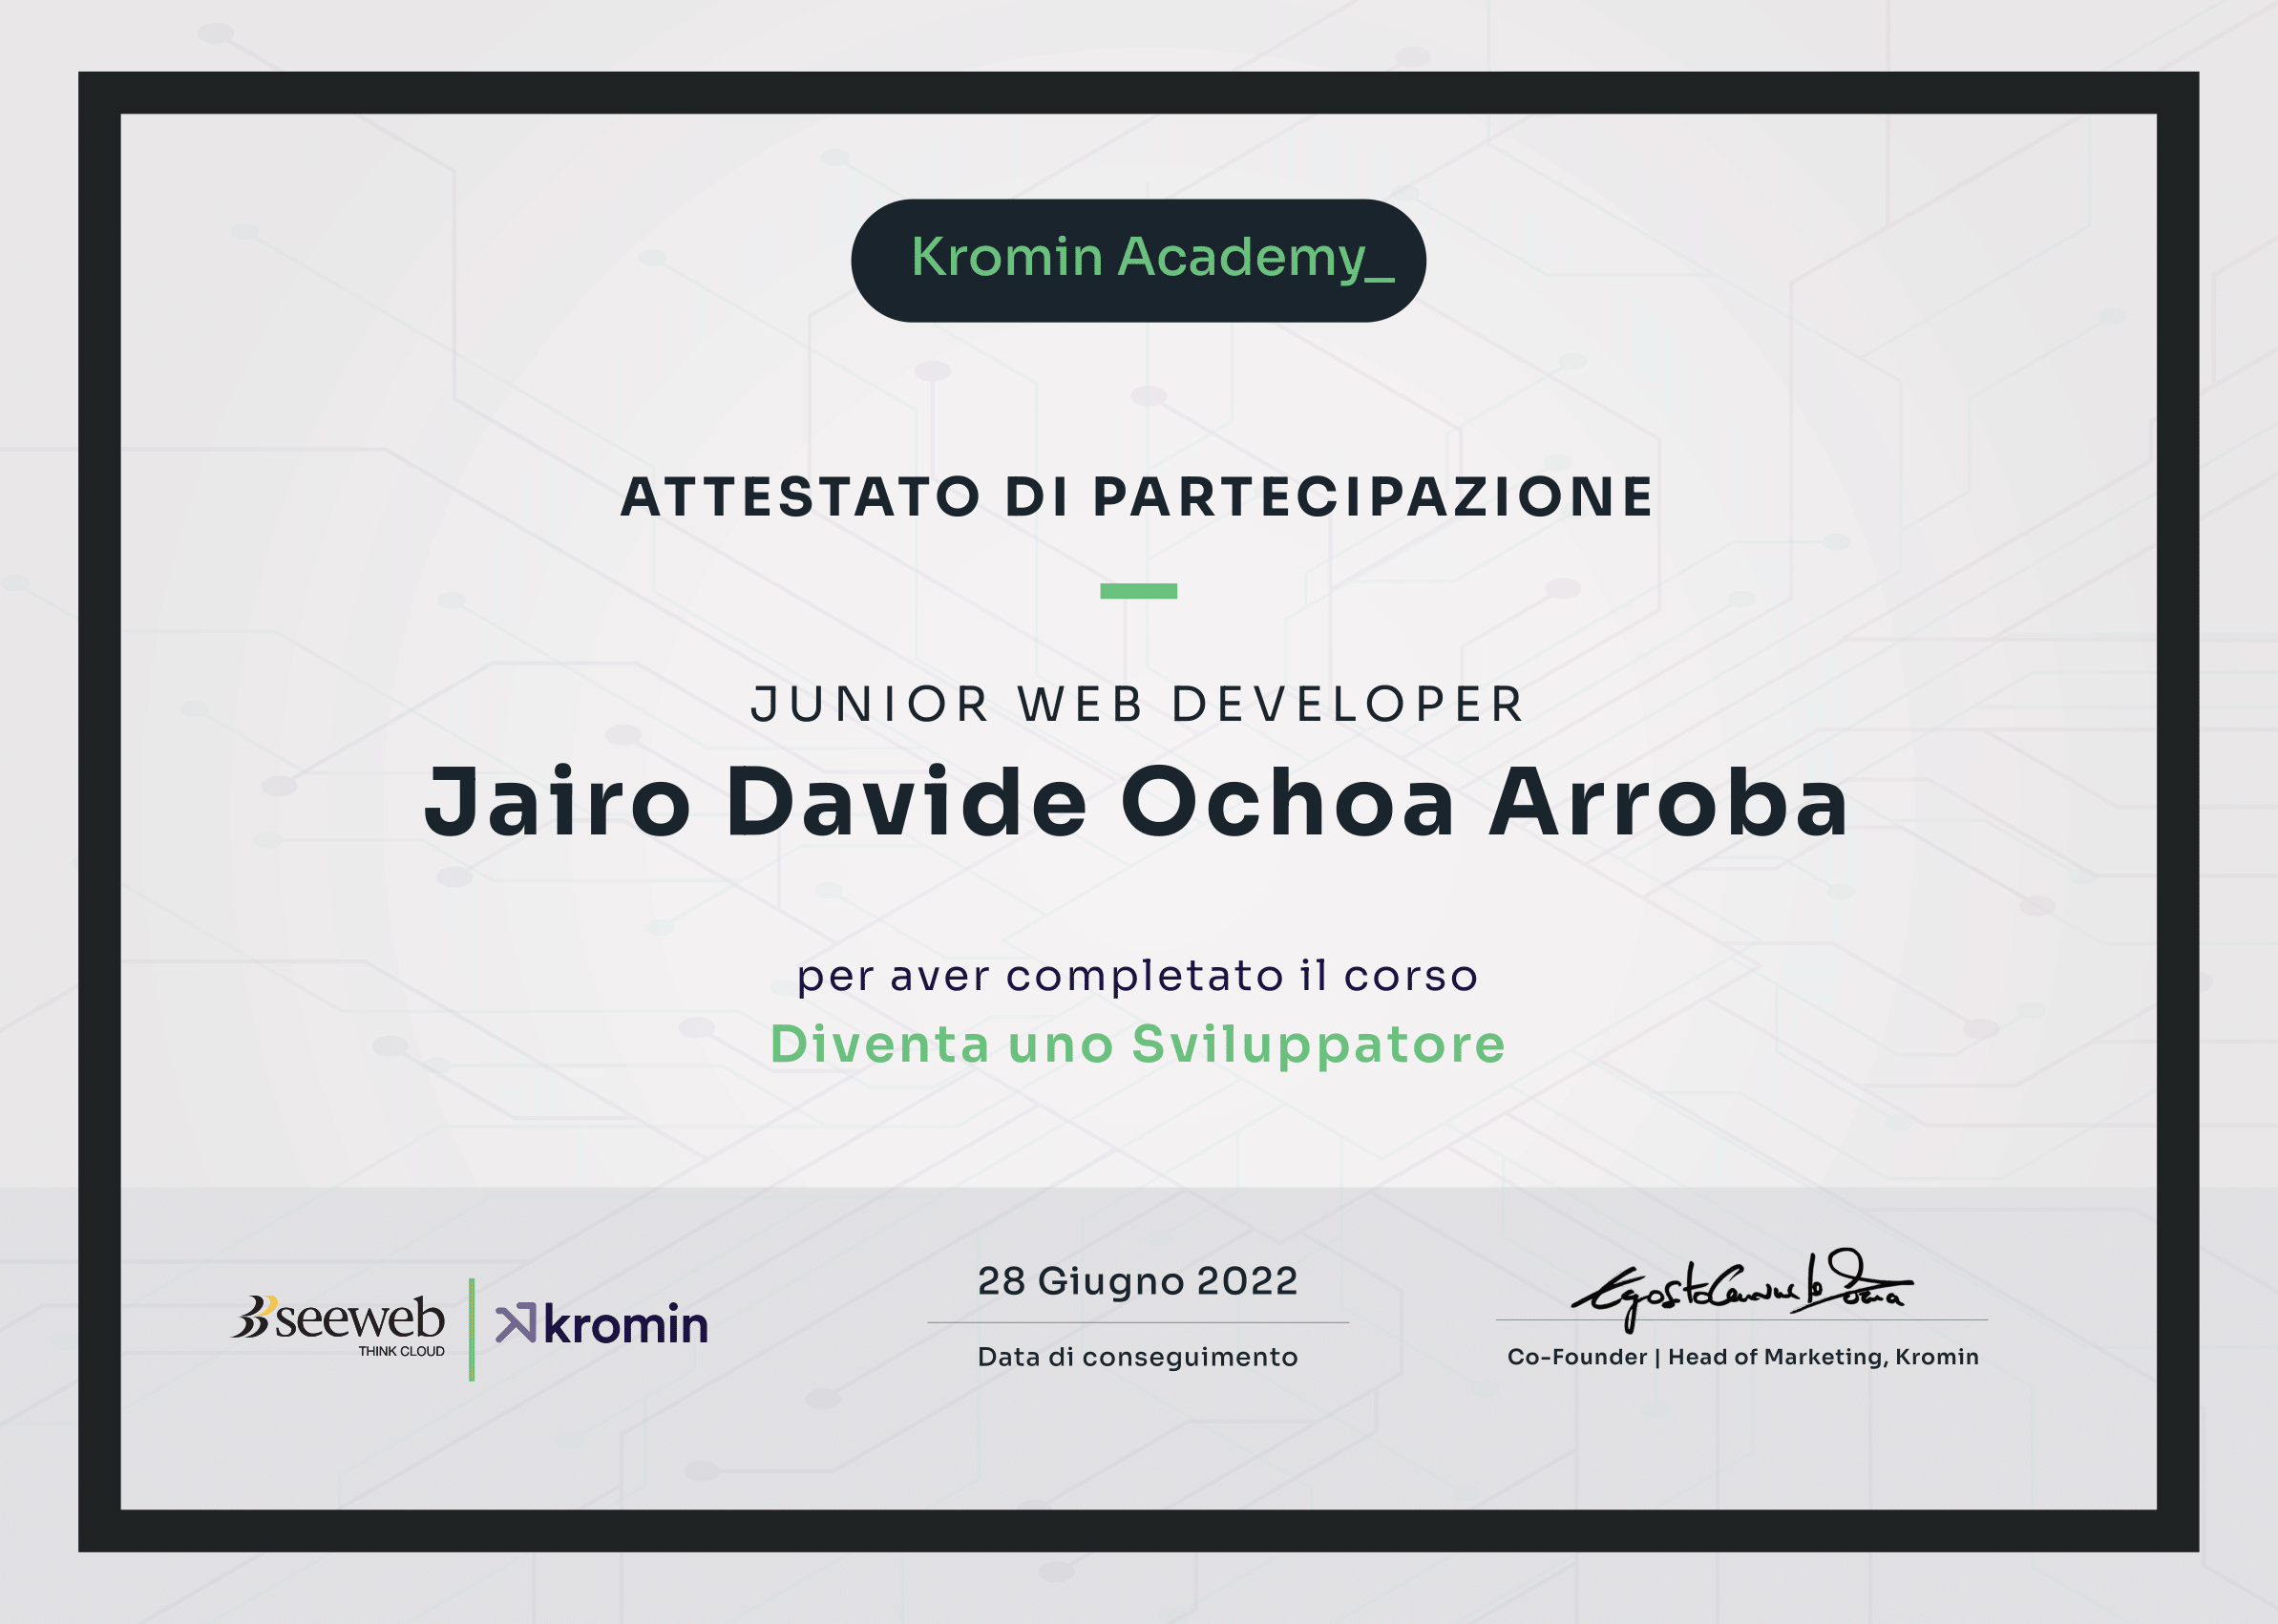 Kromin Academy_
ATTESTATO DI PARTECIPAZIONE
JUNIOR WEB DEVELOPER
Jairo Davide Ochoa Arroba
per aver completato il corso
Diventa uno Sviluppatore
seeweb
THINK CLOUD
kromin
28 Giugno 2022
Data di conseguimento
Co-Founder | Head of Marketing, Kromin